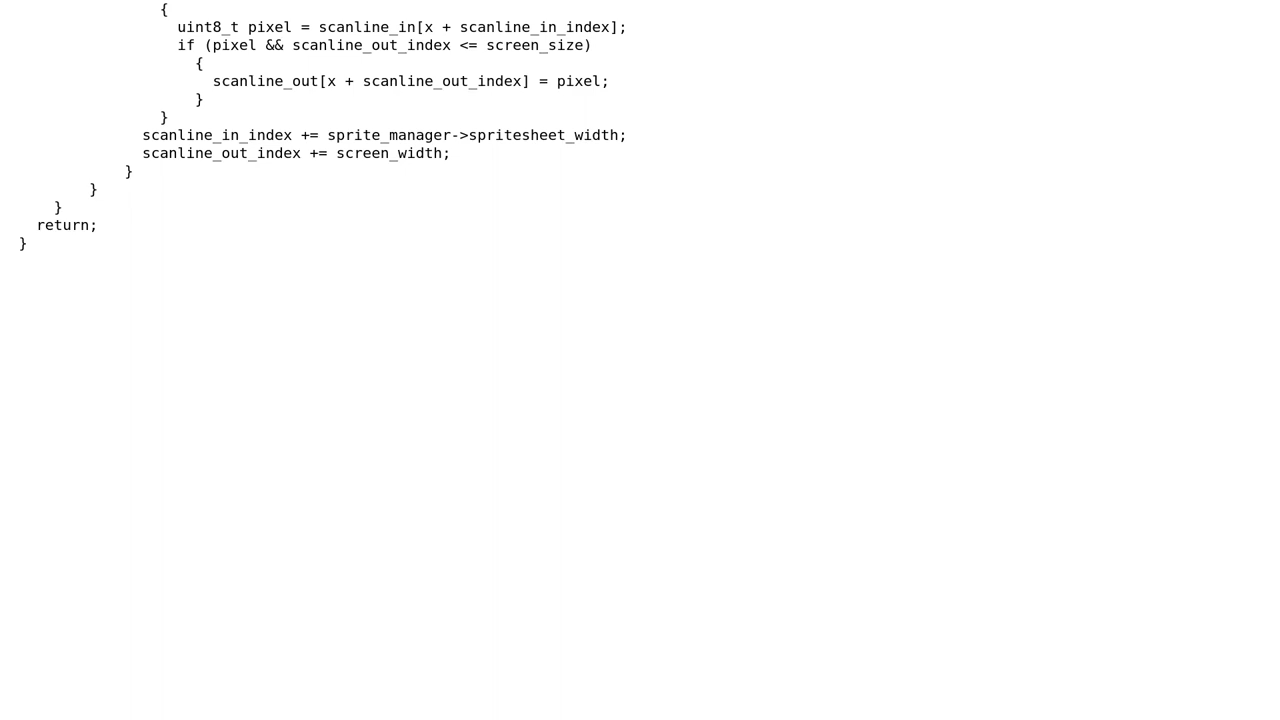 {
uint8_t pixel = scanline_in[x + scanline_in_index];
if (pixel && scanline_out_index <= screen_size)
{
scanline_out[x + scanline_out_index] = pixel;
}
}
scanline_in_index += sprite_manager->spritesheet_width;
scanline_out_index += screen_width;
}
}
}
return;
}